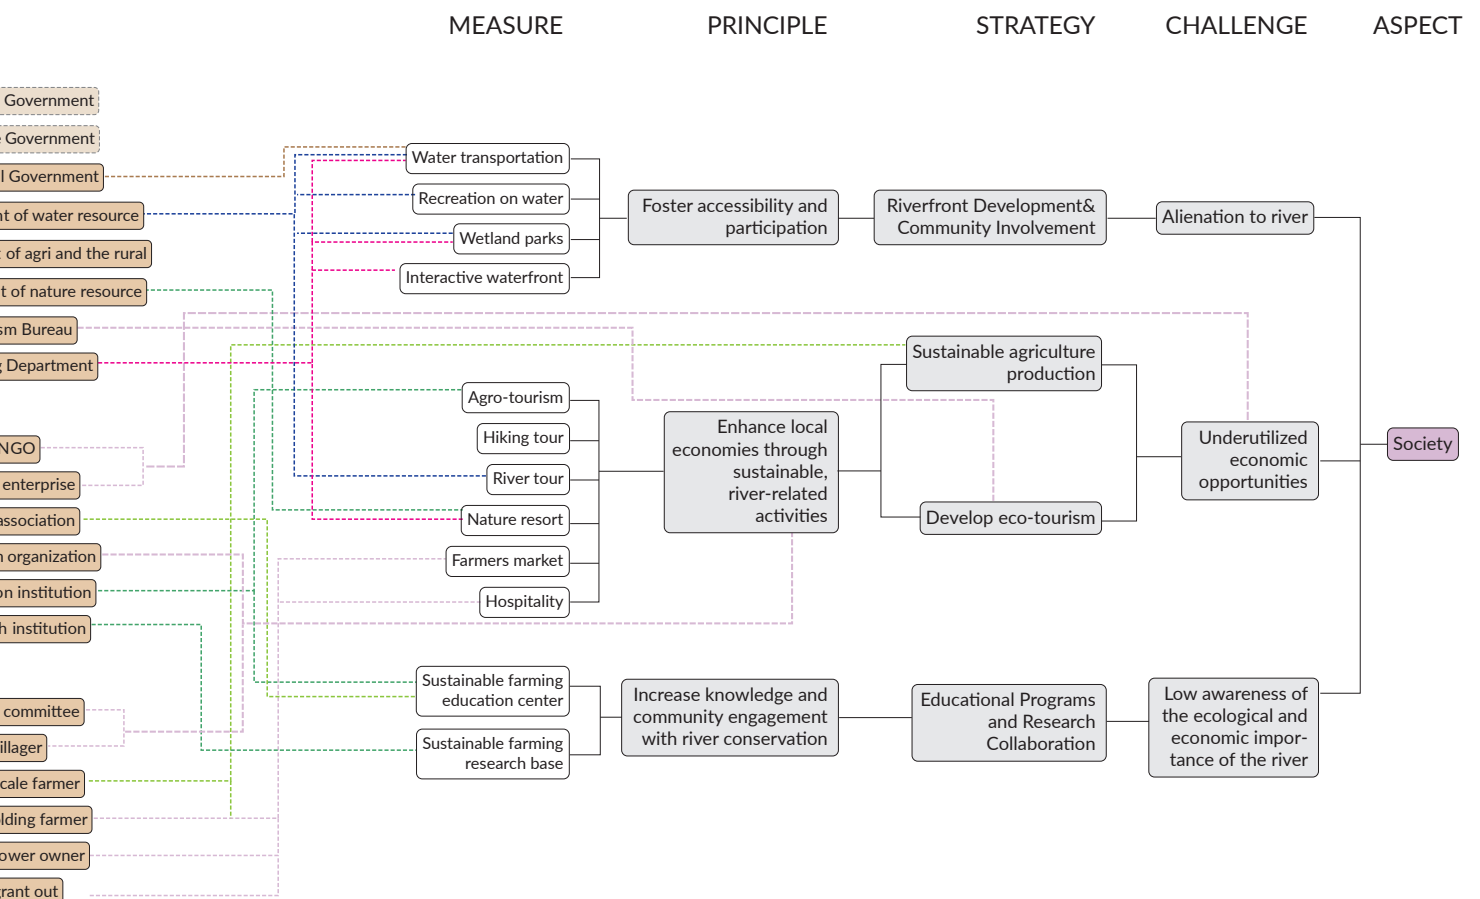 MEASURE
PRINCIPLE
STRATEGY
CHALLENGE
ASPECT
Government
Government
l Government
of water resource
of agri and the rural
t of nature resource
sm Bureau
Department
NGO
enterprise
association
organization
on institution
h institution
committee
illager
cale farmer
lding farmer
ower owner
rant out
Water transportation
Recreation on water
Wetland parks
Interactive waterfront
Agro-tourism
Hiking tour
River tour
Nature resort
Farmers market
Hospitality
Sustainable farming
education center
Sustainable farming
research base
Foster accessibility and
participation
Enhance local
economies through
sustainable,
river-related
activities
Increase knowledge and
community engagement
with river conservation
Riverfront Development&
Community Involvement
Sustainable agriculture
production
Develop eco-tourism
Educational Programs
and Research
Collaboration
Alienation to river
Underutilized
economic
opportunities
Low awareness of
the ecological and
economic impor-
tance of the river
Society